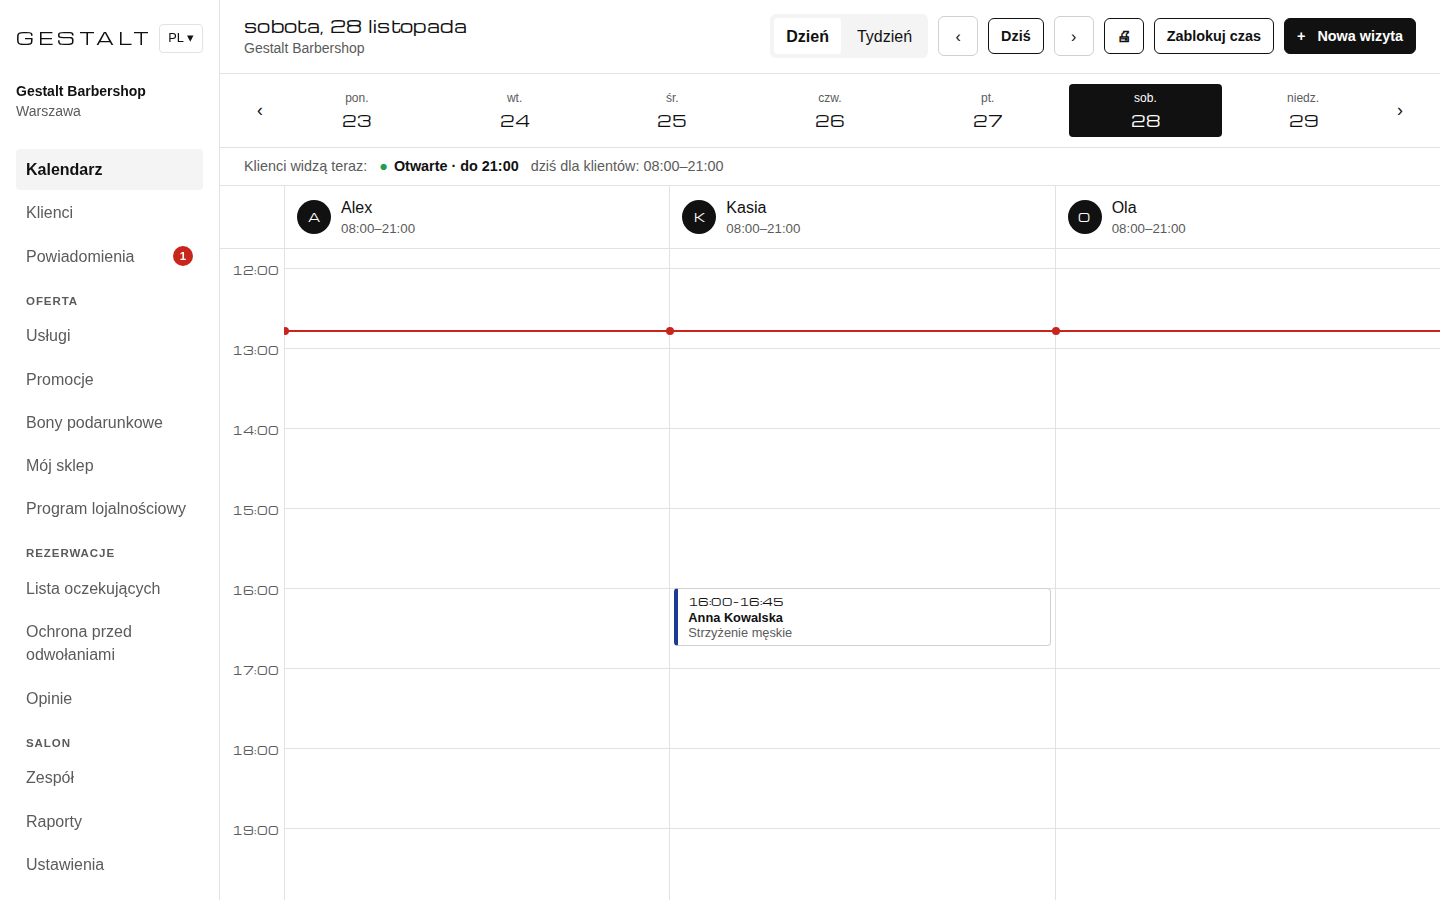 GESTALT
PL ▾
Gestalt Barbershop
Warszawa
Kalendarz
Klienci
Powiadomienia 1
OFERTA
Usługi
Promocje
Bony podarunkowe
Mój sklep
Program lojalnościowy
REZERWACJE
Lista oczekujących
Ochrona przed
odwołaniami
Opinie
SALON
Zespół
Raporty
Ustawienia
sobota, 28 listopada
Gestalt Barbershop
Dzień Tydzień ‹ Dziś › Zablokuj czas + Nowa wizyta
‹ pon. wt. śr. czw. pt. sob. niedz. ›
23 24 25 26 27 28 29
Klienci widzą teraz: ● Otwarte · do 21:00 dziś dla klientów: 08:00–21:00
A Alex
08:00–21:00
K Kasia
08:00–21:00
O Ola
08:00–21:00
12:00
13:00
14:00
15:00
16:00
16:00-16:45
Anna Kowalska
Strzyżenie męskie
17:00
18:00
19:00